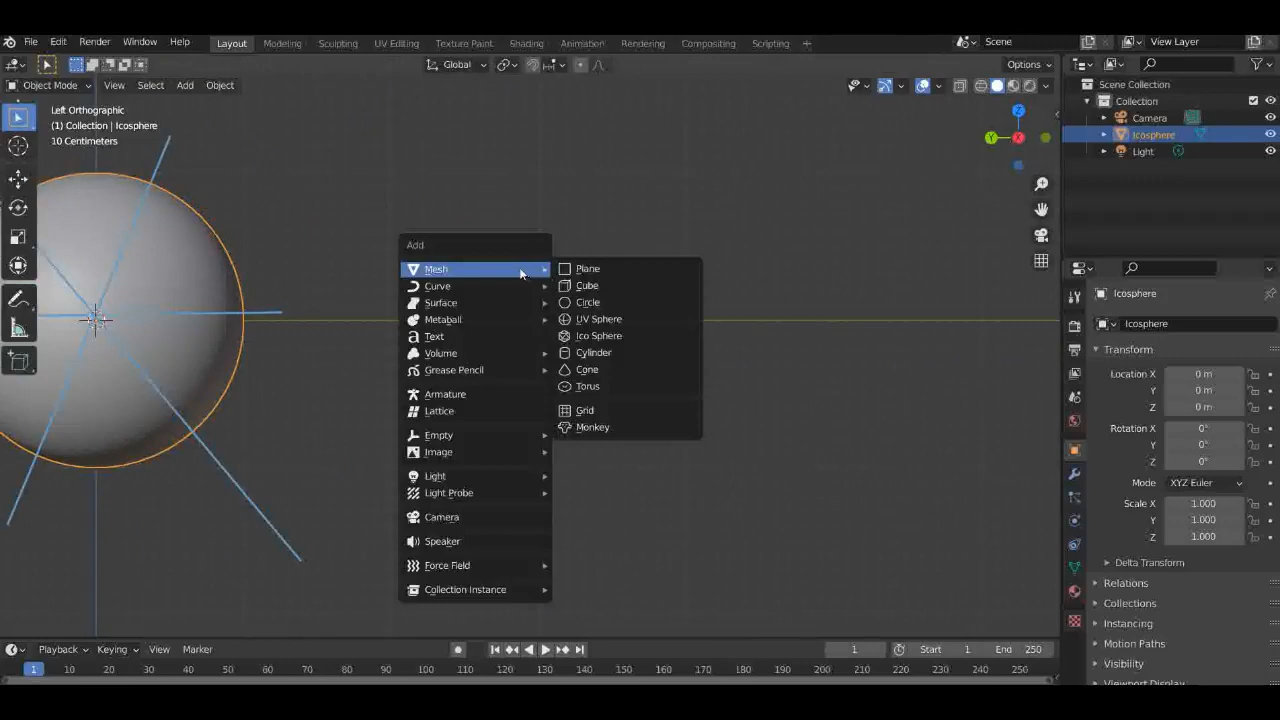 File Edit Render Window Help Layout Modeling Sculpting UV Editing Texture Paint Shading Animation Rendering Compositing Scripting + Scene View Layer
Global Options
Object Mode View Select Add Object
Left Orthographic
(1) Collection | Icosphere
10 Centimeters
Z
Y
X
Scene Collection
Collection
Camera
Icosphere
Light
Add
Mesh
Curve
Surface
Metaball
Text
Volume
Grease Pencil
Armature
Lattice
Empty
Image
Light
Light Probe
Camera
Speaker
Force Field
Collection Instance
Plane
Cube
Circle
UV Sphere
Ico Sphere
Cylinder
Cone
Torus
Grid
Monkey
Icosphere
Icosphere
Transform
Location X 0 m
Y 0 m
Z 0 m
Rotation X 0°
Y 0°
Z 0°
Mode XYZ Euler
Scale X 1.000
Y 1.000
Z 1.000
Delta Transform
Relations
Collections
Instancing
Motion Paths
Visibility
Viewport Display
Playback Keying View Marker 1 Start 1 End 250
1 10 20 30 40 50 60 70 80 90 100 110 120 130 140 150 160 170 180 190 200 210 220 230 240 250